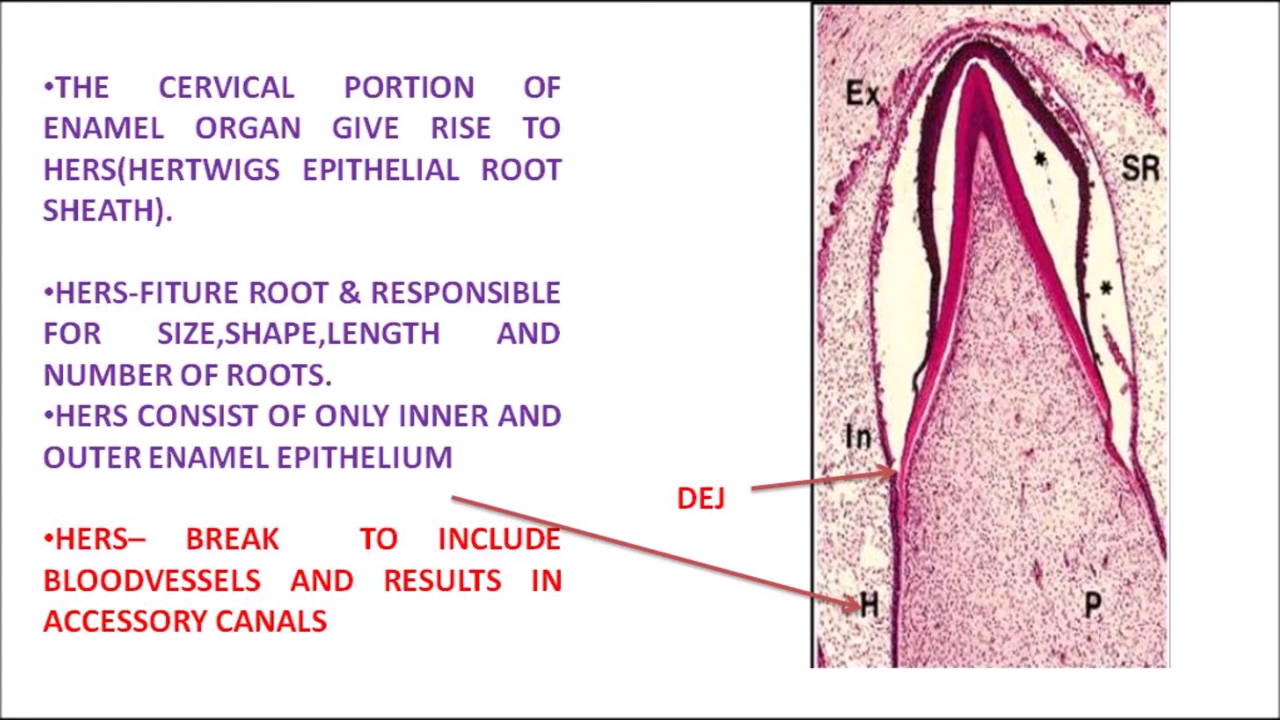 •THE CERVICAL PORTION OF
ENAMEL ORGAN GIVE RISE TO
HERS(HERTWIGS EPITHELIAL ROOT
SHEATH).
•HERS-FITURE ROOT & RESPONSIBLE
FOR SIZE,SHAPE,LENGTH AND
NUMBER OF ROOTS.
•HERS CONSIST OF ONLY INNER AND
OUTER ENAMEL EPITHELIUM
•HERS– BREAK TO INCLUDE
BLOODVESSELS AND RESULTS IN
ACCESSORY CANALS
DEJ
Ex
*
SR
*
In
H
P